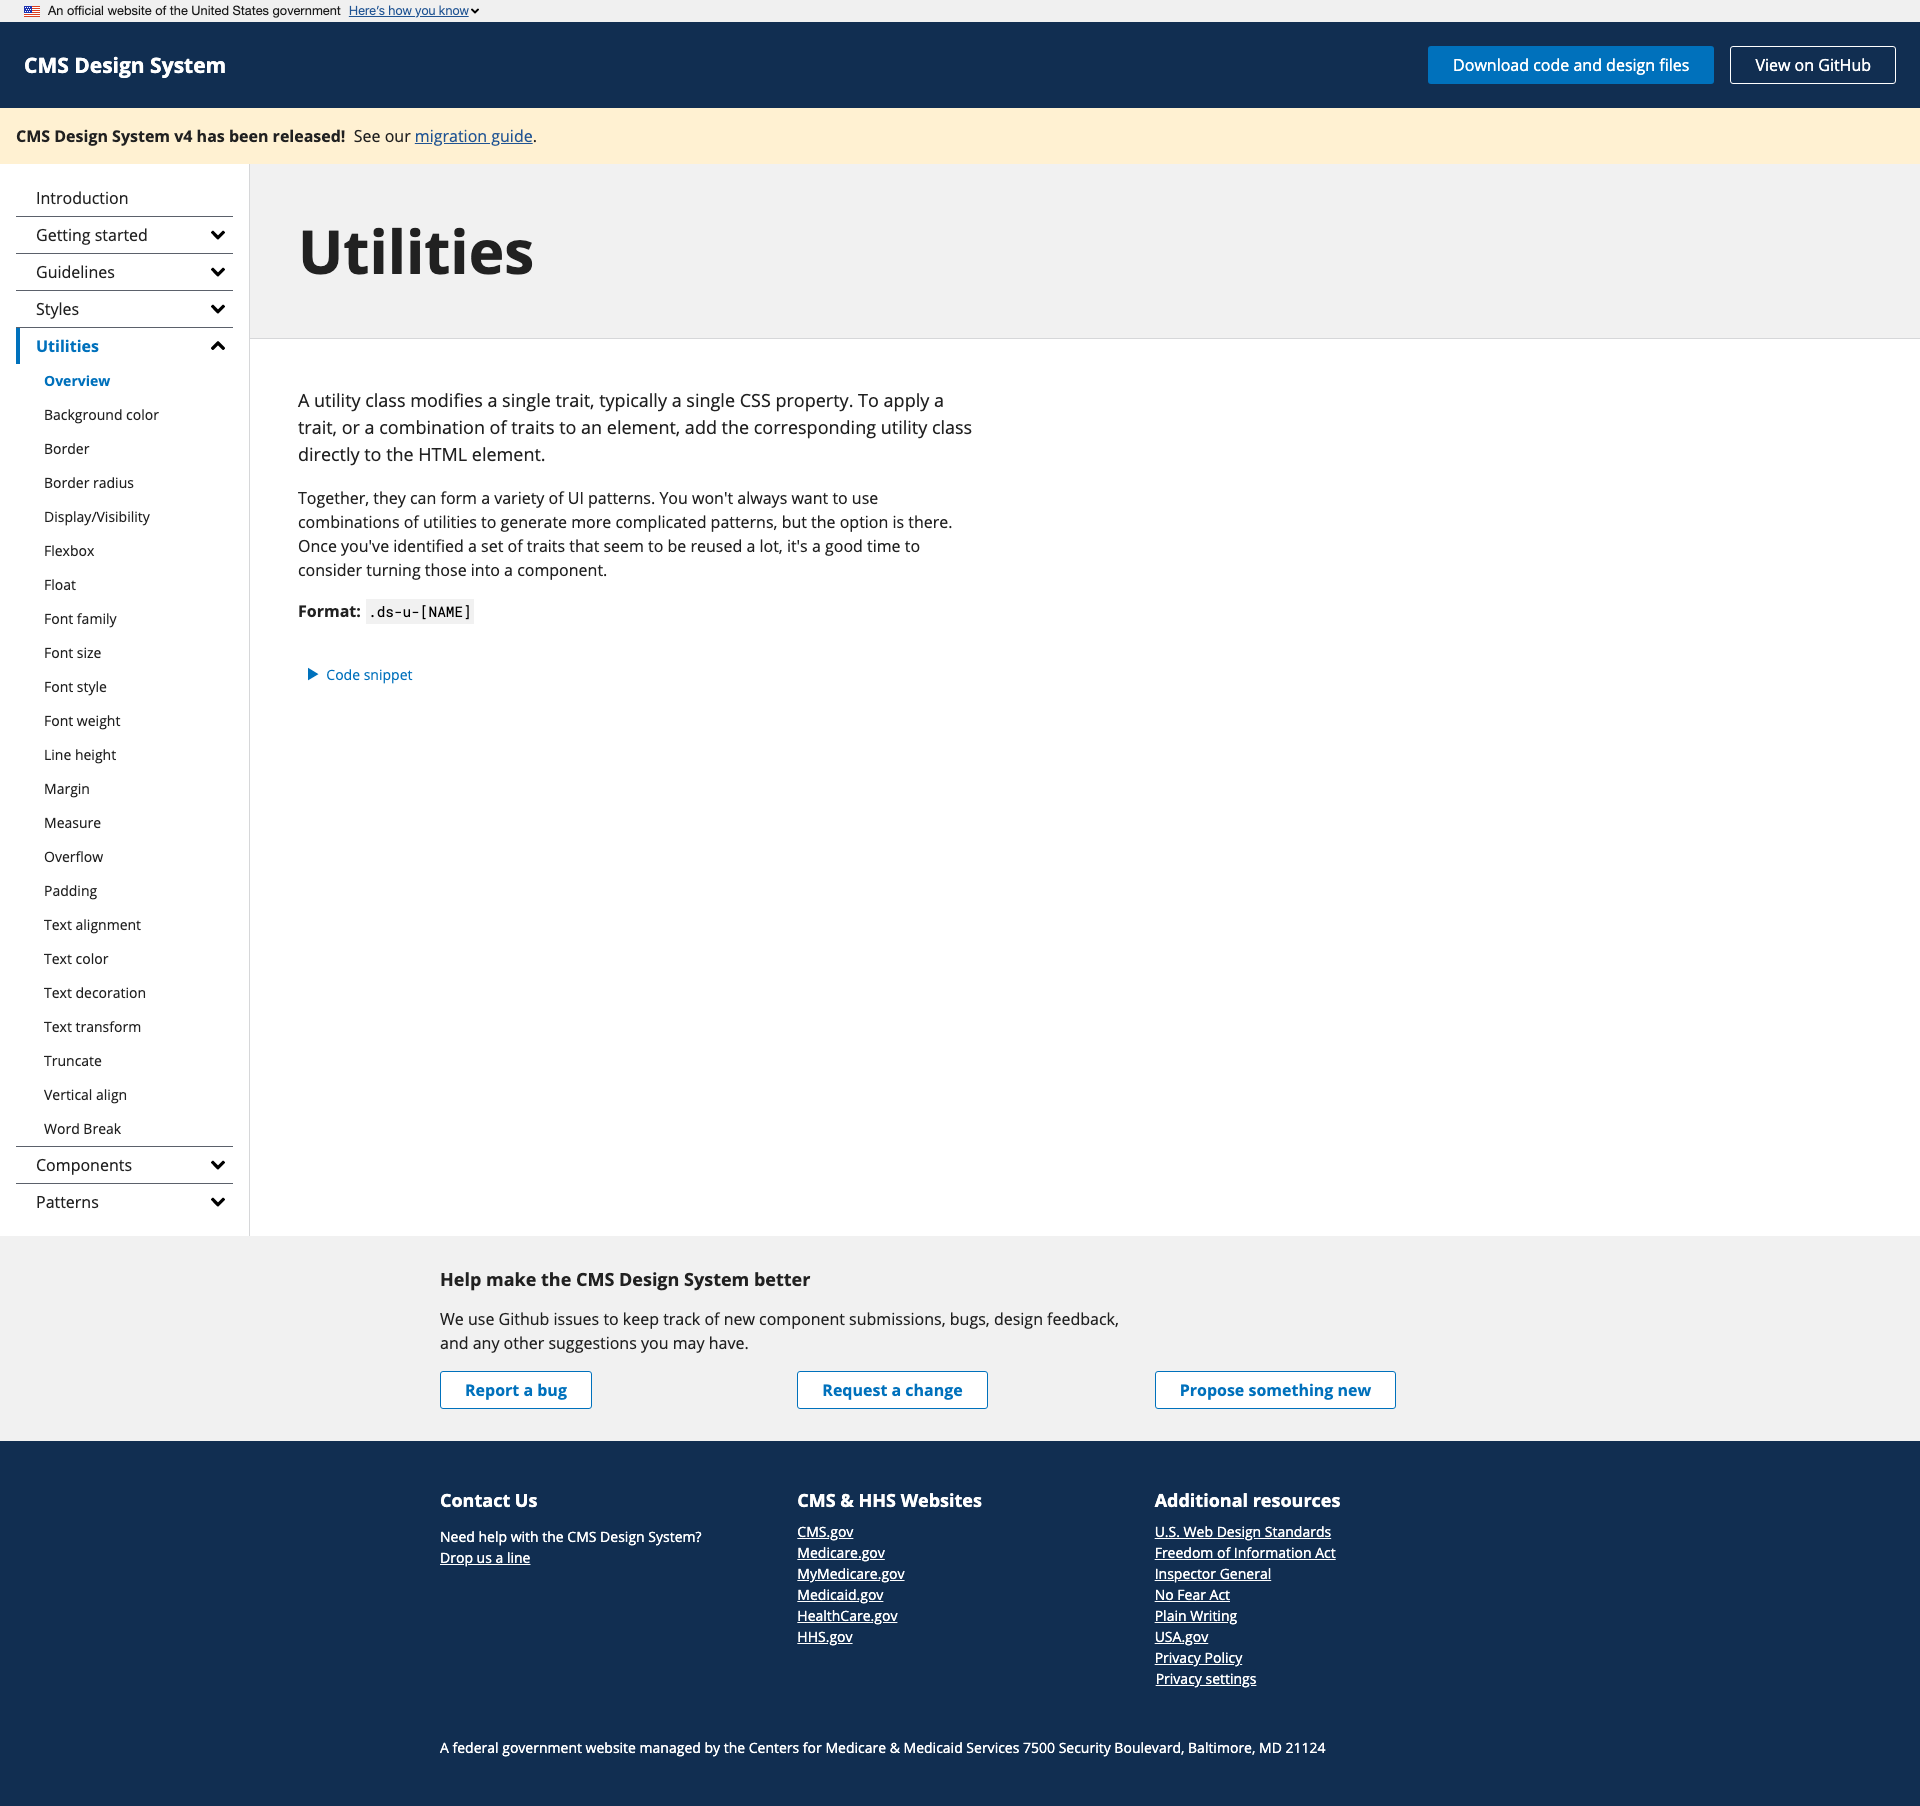 An official website of the United States government Here's how you know
CMS Design System
Download code and design files
View on GitHub
CMS Design System v4 has been released! See our migration guide.
Introduction
Getting started
Guidelines
Styles
Utilities
Overview
Background color
Border
Border radius
Display/Visibility
Flexbox
Float
Font family
Font size
Font style
Font weight
Line height
Margin
Measure
Overflow
Padding
Text alignment
Text color
Text decoration
Text transform
Truncate
Vertical align
Word Break
Components
Patterns
Utilities
A utility class modifies a single trait, typically a single CSS property. To apply a
trait, or a combination of traits to an element, add the corresponding utility class
directly to the HTML element.
Together, they can form a variety of UI patterns. You won't always want to use
combinations of utilities to generate more complicated patterns, but the option is there.
Once you've identified a set of traits that seem to be reused a lot, it's a good time to
consider turning those into a component.
Format: .ds-u-[NAME]
Code snippet
Help make the CMS Design System better
We use Github issues to keep track of new component submissions, bugs, design feedback,
and any other suggestions you may have.
Report a bug
Request a change
Propose something new
Contact Us
Need help with the CMS Design System?
Drop us a line
CMS & HHS Websites
CMS.gov
Medicare.gov
MyMedicare.gov
Medicaid.gov
HealthCare.gov
HHS.gov
Additional resources
U.S. Web Design Standards
Freedom of Information Act
Inspector General
No Fear Act
Plain Writing
USA.gov
Privacy Policy
Privacy settings
A federal government website managed by the Centers for Medicare & Medicaid Services 7500 Security Boulevard, Baltimore, MD 21124